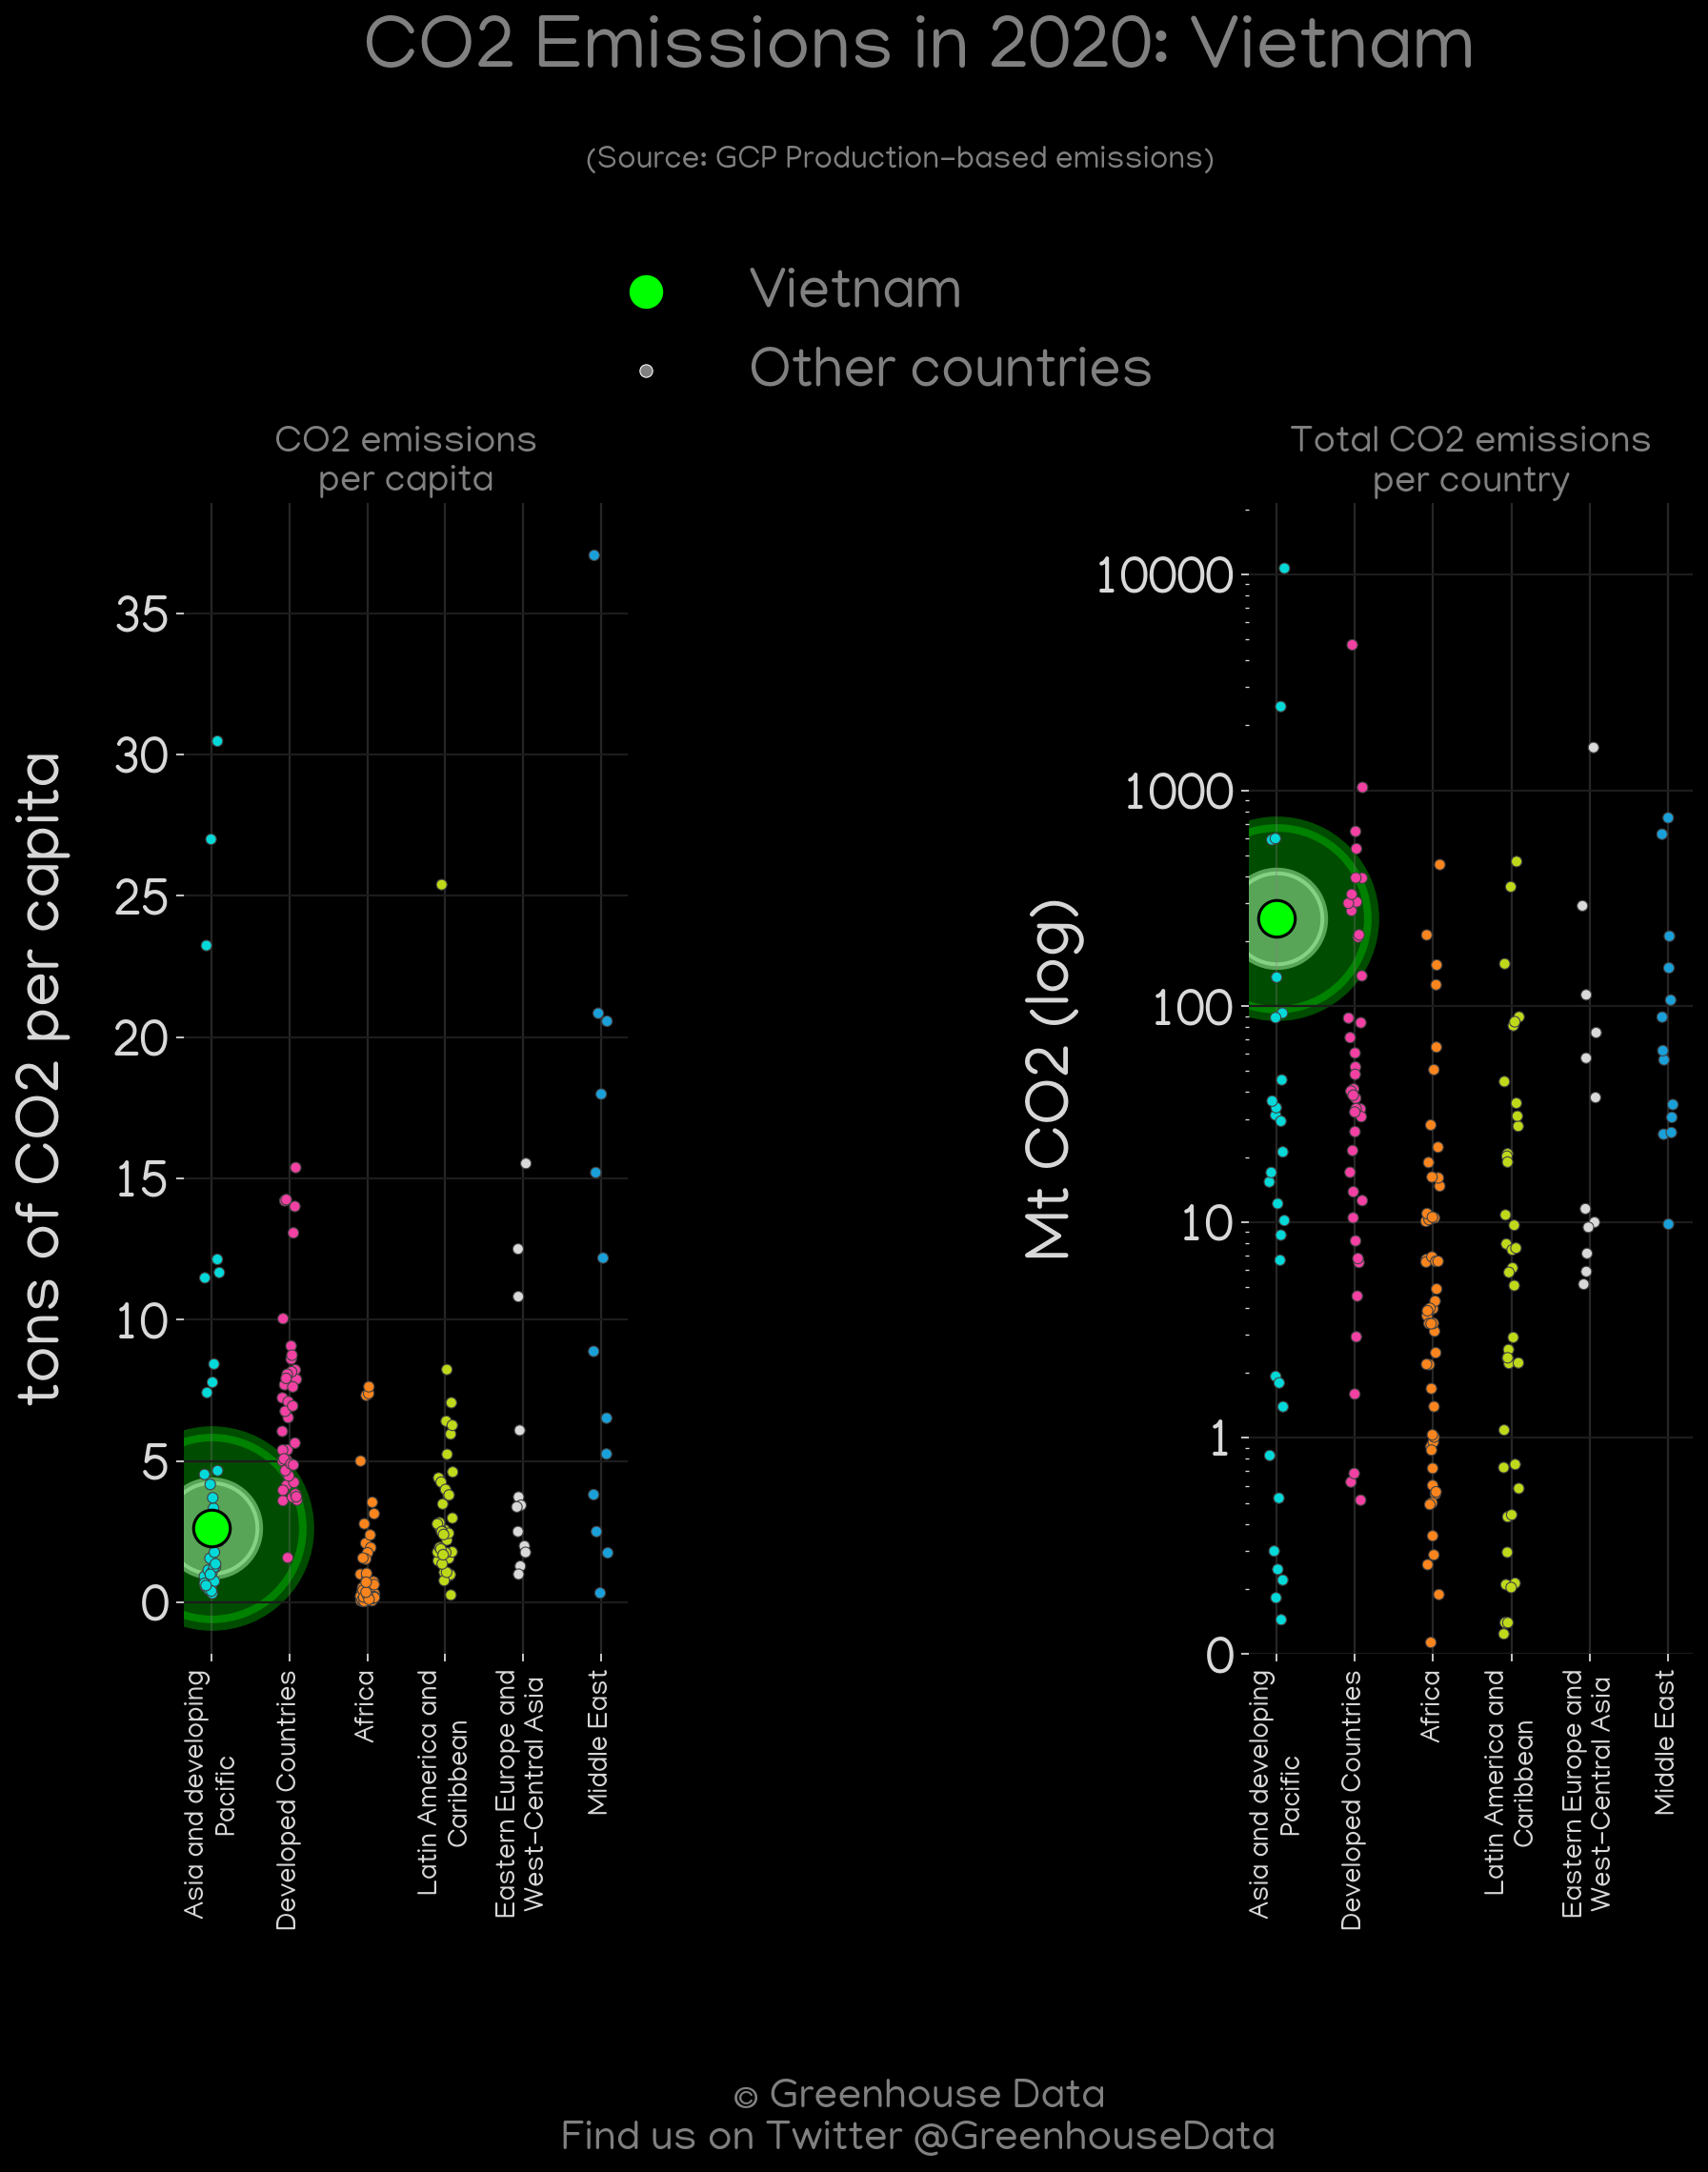 CO2 Emissions in 2020: Vietnam
(Source: GCP Production-based emissions)
Vietnam
Other countries
CO2 emissions
per capita
tons of CO2 per capita
35
30
25
20
15
10
5
0
Asia and developing
Pacific
Developed Countries
Africa
Latin America and
Caribbean
Eastern Europe and
West-Central Asia
Middle East
Total CO2 emissions
per country
Mt CO2 (log)
10000
1000
100
10
1
0
Asia and developing
Pacific
Developed Countries
Africa
Latin America and
Caribbean
Eastern Europe and
West-Central Asia
Middle East
© Greenhouse Data
Find us on Twitter @GreenhouseData